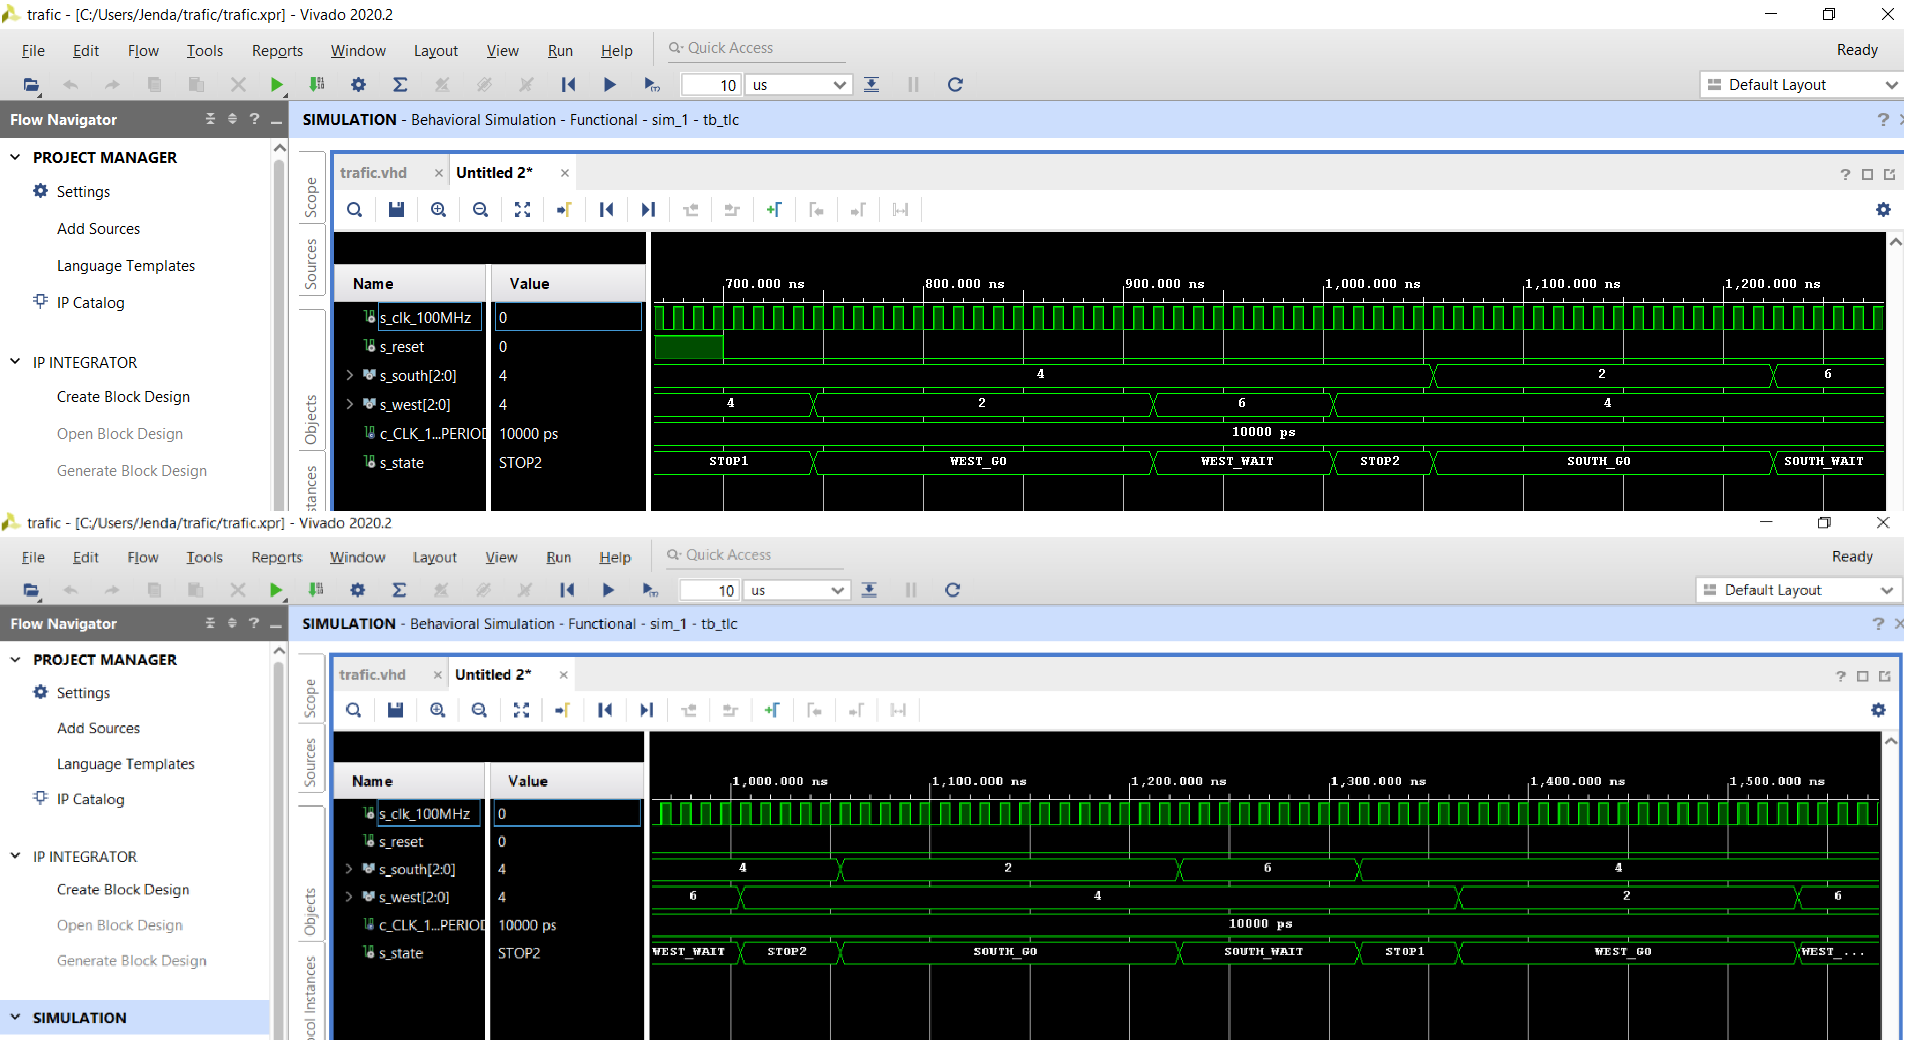 trafic - [C:/Users/Jenda/trafic/trafic.xpr] - Vivado 2020.2
File Edit Flow Tools Reports Window Layout View Run Help Quick Access Ready
10 us Default Layout
Flow Navigator SIMULATION - Behavioral Simulation - Functional - sim_1 - tb_tlc
PROJECT MANAGER
Settings
Add Sources
Language Templates
IP Catalog
IP INTEGRATOR
Create Block Design
Open Block Design
Generate Block Design
Scope
Sources
Objects
trafic.vhd Untitled 2*
Name Value 700.000 ns 800.000 ns 900.000 ns 1,000.000 ns 1,100.000 ns 1,200.000 ns
s_clk_100MHz 0
s_reset 0
s_south[2:0] 4 4 2 6
s_west[2:0] 4 4 2 6 4
c_CLK_1...PERIOD 10000 ps 10000 ps
s_state STOP2 STOP1 WEST_GO WEST_WAIT STOP2 SOUTH_GO SOUTH_WAIT
trafic - [C:/Users/Jenda/trafic/trafic.xpr] - Vivado 2020.2
File Edit Flow Tools Reports Window Layout View Run Help Quick Access Ready
10 us Default Layout
Flow Navigator SIMULATION - Behavioral Simulation - Functional - sim_1 - tb_tlc
PROJECT MANAGER
Settings
Add Sources
Language Templates
IP Catalog
IP INTEGRATOR
Create Block Design
Open Block Design
Generate Block Design
SIMULATION
Scope
Sources
Objects
trafic.vhd Untitled 2*
Name Value 1,000.000 ns 1,100.000 ns 1,200.000 ns 1,300.000 ns 1,400.000 ns 1,500.000 ns
s_clk_100MHz 0
s_reset 0
s_south[2:0] 4 4 2 6 4
s_west[2:0] 4 6 4 2 6
c_CLK_1...PERIOD 10000 ps 10000 ps
s_state STOP2 WEST_WAIT STOP2 SOUTH_GO SOUTH_WAIT STOP1 WEST_GO WEST_...